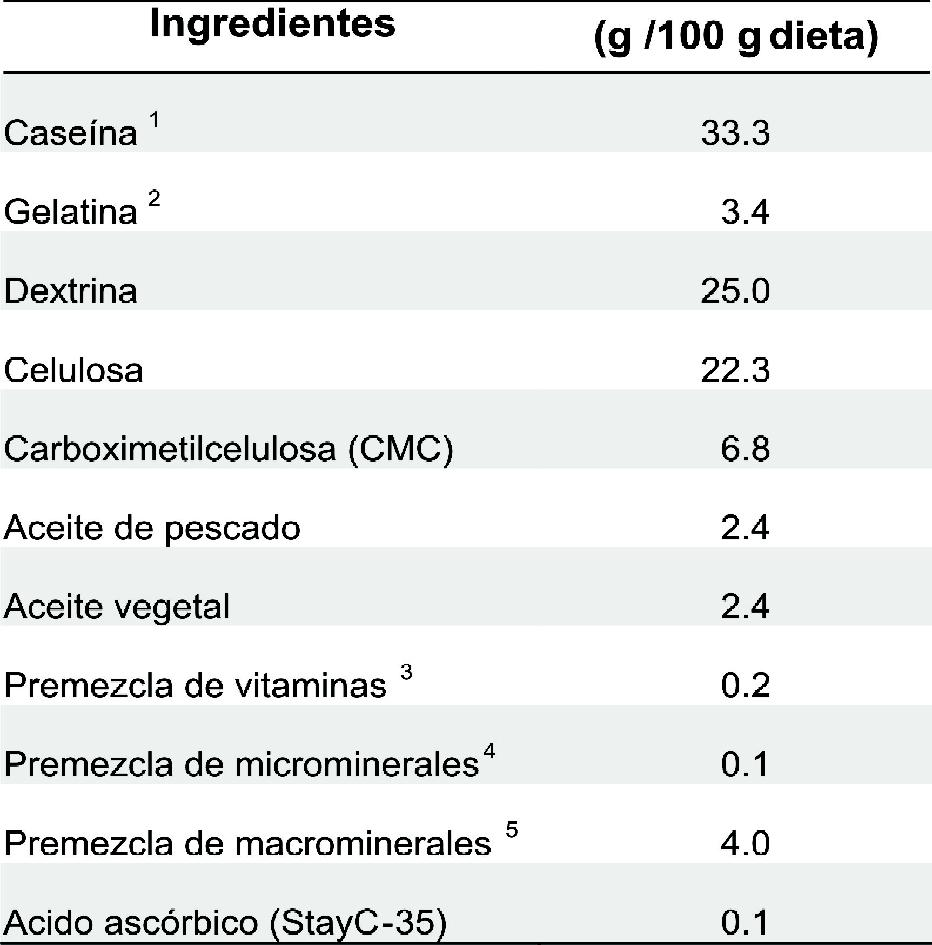 Ingredientes (g /100 g dieta)
Caseína 1 33.3
Gelatina 2 3.4
Dextrina 25.0
Celulosa 22.3
Carboximetilcelulosa (CMC) 6.8
Aceite de pescado 2.4
Aceite vegetal 2.4
Premezcla de vitaminas 3 0.2
Premezcla de microminerales 4 0.1
Premezcla de macrominerales 5 4.0
Acido ascórbico (StayC-35) 0.1